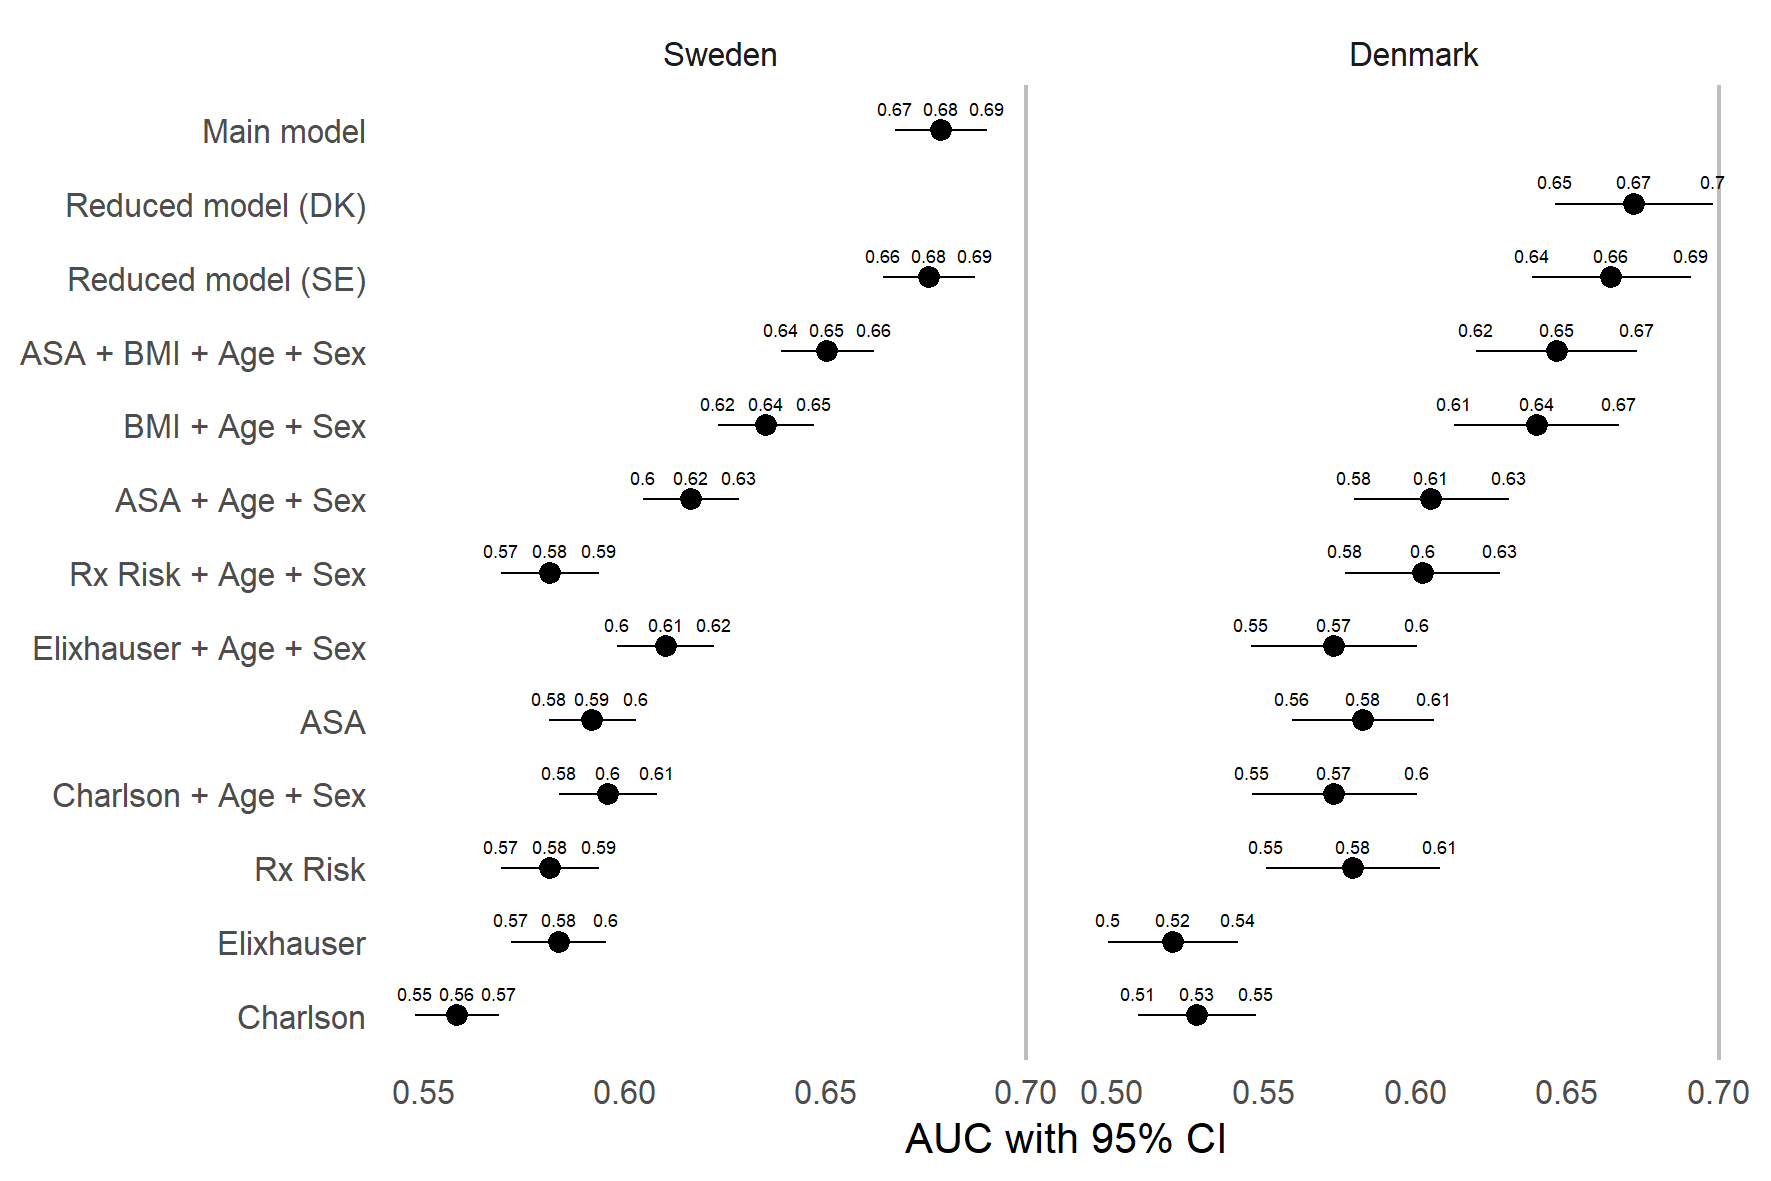 Sweden Denmark
Main model 0.67 0.68 0.69
Reduced model (DK) 0.65 0.67 0.7
Reduced model (SE) 0.66 0.68 0.69 0.64 0.66 0.69
ASA + BMI + Age + Sex 0.64 0.65 0.66 0.62 0.65 0.67
BMI + Age + Sex 0.62 0.64 0.65 0.61 0.64 0.67
ASA + Age + Sex 0.6 0.62 0.63 0.58 0.61 0.63
Rx Risk + Age + Sex 0.57 0.58 0.59 0.58 0.6 0.63
Elixhauser + Age + Sex 0.6 0.61 0.62 0.55 0.57 0.6
ASA 0.58 0.59 0.6 0.56 0.58 0.61
Charlson + Age + Sex 0.58 0.6 0.61 0.55 0.57 0.6
Rx Risk 0.57 0.58 0.59 0.55 0.58 0.61
Elixhauser 0.57 0.58 0.6 0.5 0.52 0.54
Charlson 0.55 0.56 0.57 0.51 0.53 0.55
0.55 0.60 0.65 0.70 0.50 0.55 0.60 0.65 0.70
AUC with 95% CI